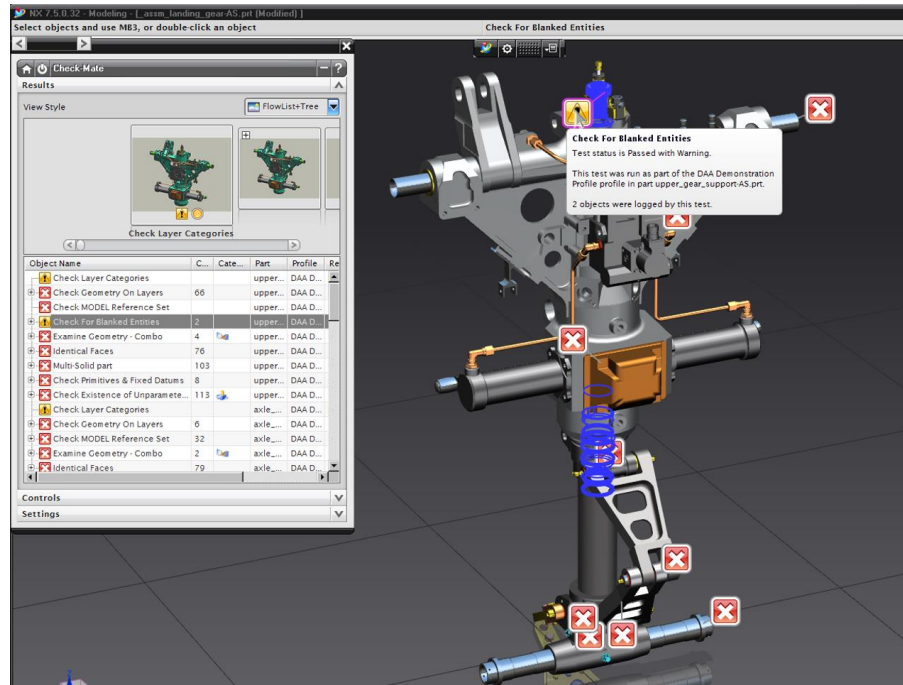 NX 7.5.0.32 - Modeling - [_assm_landing_gear-AS.prt (Modified) ]
Select objects and use MB3, or double-click an object
Check For Blanked Entities
Check-Mate
Results
View Style
FlowList+Tree
Check Layer Categories
Object Name C... Cate... Part Profile Re
Check Layer Categories upper... DAA D...
Check Geometry On Layers 66 upper... DAA D...
Check MODEL Reference Set upper... DAA D...
Check For Blanked Entities 2 upper... DAA D...
Examine Geometry - Combo 4 upper... DAA D...
Identical Faces 76 upper... DAA D...
Multi-Solid part 103 upper... DAA D...
Check Primitives & Fixed Datums 8 upper... DAA D...
Check Existence of Unparamete... 113 upper... DAA D...
Check Layer Categories axle_... DAA D...
Check Geometry On Layers 6 axle_... DAA D...
Check MODEL Reference Set 32 axle_... DAA D...
Examine Geometry - Combo 2 axle_... DAA D...
Identical Faces 79 axle_... DAA D...
Controls
Settings
Check For Blanked Entities
Test status is Passed with Warning.
This test was run as part of the DAA Demonstration
Profile profile in part upper_gear_support-AS.prt.
2 objects were logged by this test.